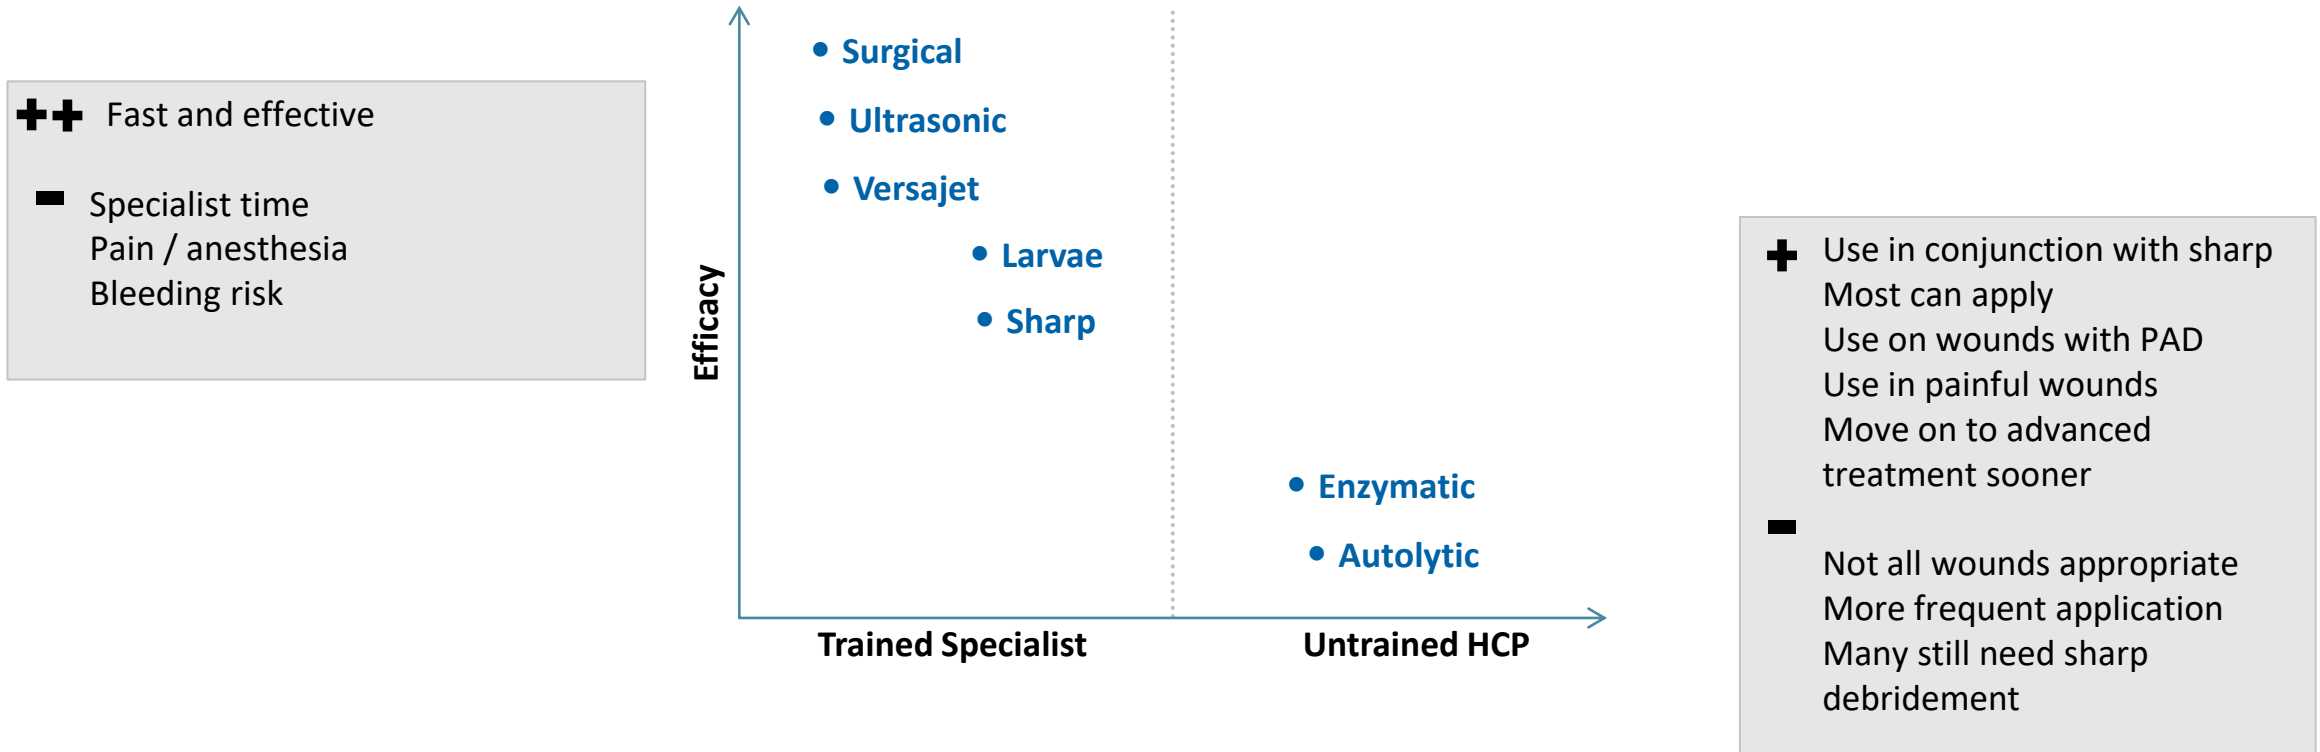 ++ Fast and effective
- Specialist time
Pain / anesthesia
Bleeding risk
Efficacy
• Surgical
• Ultrasonic
• Versajet
• Larvae
• Sharp
• Enzymatic
• Autolytic
Trained Specialist
Untrained HCP
+ Use in conjunction with sharp
Most can apply
Use on wounds with PAD
Use in painful wounds
Move on to advanced
treatment sooner
-
Not all wounds appropriate
More frequent application
Many still need sharp
debridement